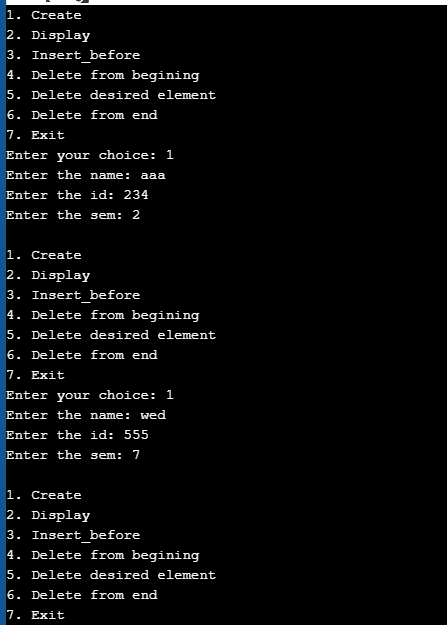 1. Create
2. Display
3. Insert_before
4. Delete from begining
5. Delete desired element
6. Delete from end
7. Exit
Enter your choice: 1
Enter the name: aaa
Enter the id: 234
Enter the sem: 2
1. Create
2. Display
3. Insert_before
4. Delete from begining
5. Delete desired element
6. Delete from end
7. Exit
Enter your choice: 1
Enter the name: wed
Enter the id: 555
Enter the sem: 7
1. Create
2. Display
3. Insert_before
4. Delete from begining
5. Delete desired element
6. Delete from end
7. Exit